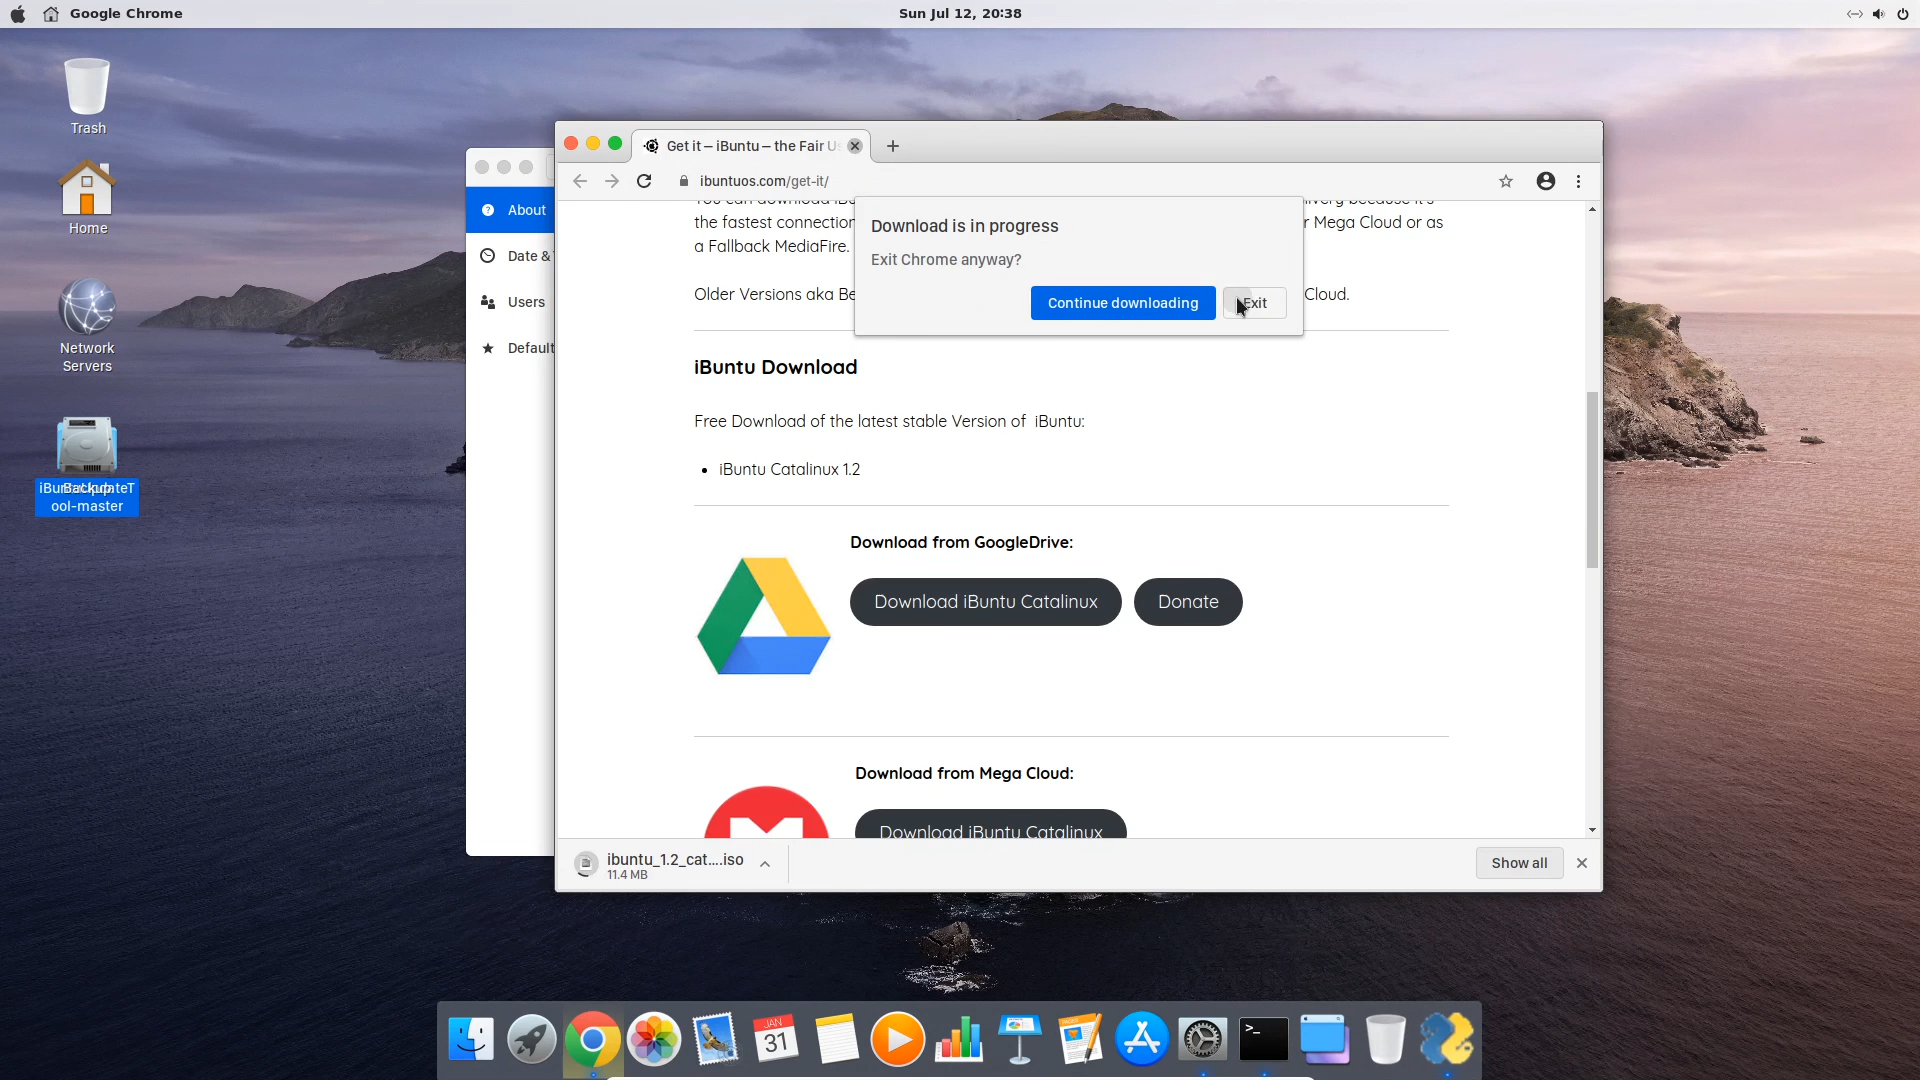 Google Chrome
Sun Jul 12, 20:38
Trash
Home
Network
Servers
ool-master
About
Date &
Users
Default
Get it – iBuntu – the Fair U
ibuntuos.com/get-it/
the fastest connection
r Mega Cloud or as
a Fallback MediaFire.
Older Versions aka Be
Cloud.
Download is in progress
Exit Chrome anyway?
Continue downloading
Exit
iBuntu Download
Free Download of the latest stable Version of iBuntu:
• iBuntu Catalinux 1.2
Download from GoogleDrive:
Download iBuntu Catalinux
Donate
Download from Mega Cloud:
Download iBuntu Catalinux
ibuntu_1.2_cat....iso
11.4 MB
Show all
JAN
31
PAGES
>_